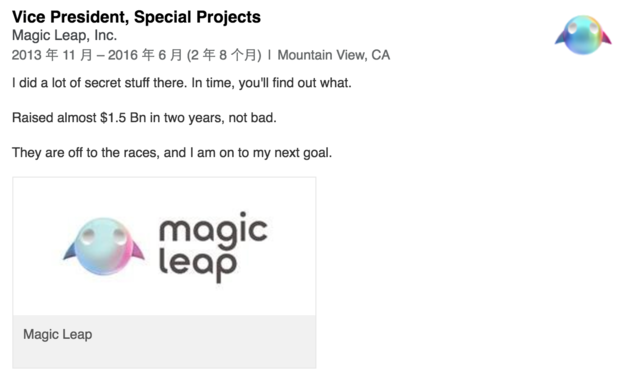 Vice President, Special Projects
Magic Leap, Inc.
2013 年 11 月 – 2016 年 6 月 (2 年 8 个月) | Mountain View, CA
I did a lot of secret stuff there. In time, you'll find out what.
Raised almost $1.5 Bn in two years, not bad.
They are off to the races, and I am on to my next goal.
magic
leap
Magic Leap